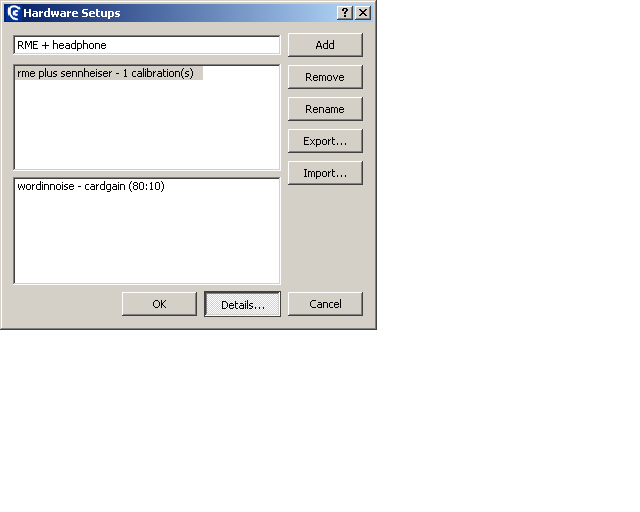 Hardware Setups
RME + headphone
Add
rme plus sennheiser - 1 calibration(s)
Remove
Rename
Export...
Import...
wordinnoise - cardgain (80:10)
OK
Details...
Cancel